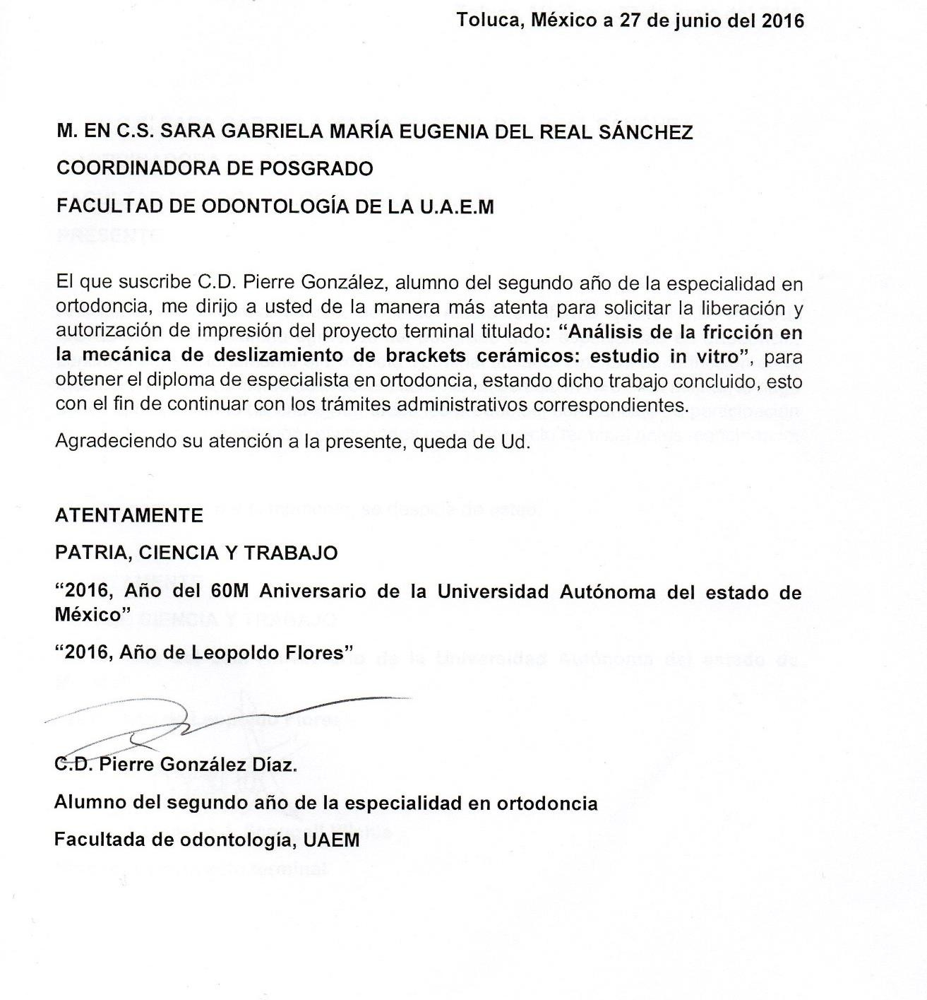 Toluca, México a 27 de junio del 2016
M. EN C.S. SARA GABRIELA MARÍA EUGENIA DEL REAL SÁNCHEZ
COORDINADORA DE POSGRADO
FACULTAD DE ODONTOLOGÍA DE LA U.A.E.M
PRESENTE
El que suscribe C.D. Pierre González, alumno del segundo año de la especialidad en
ortodoncia, me dirijo a usted de la manera más atenta para solicitar la liberación y
autorización de impresión del proyecto terminal titulado: “Análisis de la fricción en
la mecánica de deslizamiento de brackets cerámicos: estudio in vitro”, para
obtener el diploma de especialista en ortodoncia, estando dicho trabajo concluido, esto
con el fin de continuar con los trámites administrativos correspondientes.
Agradeciendo su atención a la presente, queda de Ud.
ATENTAMENTE
PATRIA, CIENCIA Y TRABAJO
“2016, Año del 60M Aniversario de la Universidad Autónoma del estado de
México”
“2016, Año de Leopoldo Flores”
C.D. Pierre González Díaz.
Alumno del segundo año de la especialidad en ortodoncia
Facultada de odontología, UAEM